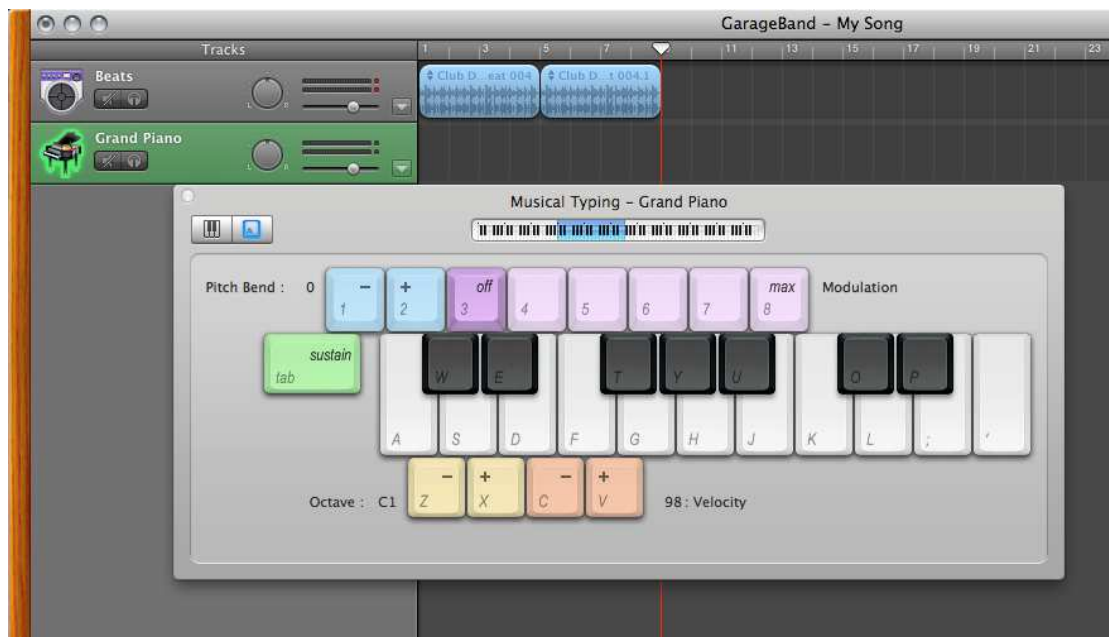 GarageBand – My Song
Tracks
1 3 5 7 11 13 15 17 19 21 23
Beats
Club D...eat 004 Club D...t 004.1
L R
Grand Piano
L R
Musical Typing – Grand Piano
Pitch Bend : 0 – + off max Modulation
1 2 3 4 5 6 7 8
sustain
tab
W E T Y U O P
A S D F G H J K L ; '
– + – +
Octave : C1 Z X C V 98 : Velocity